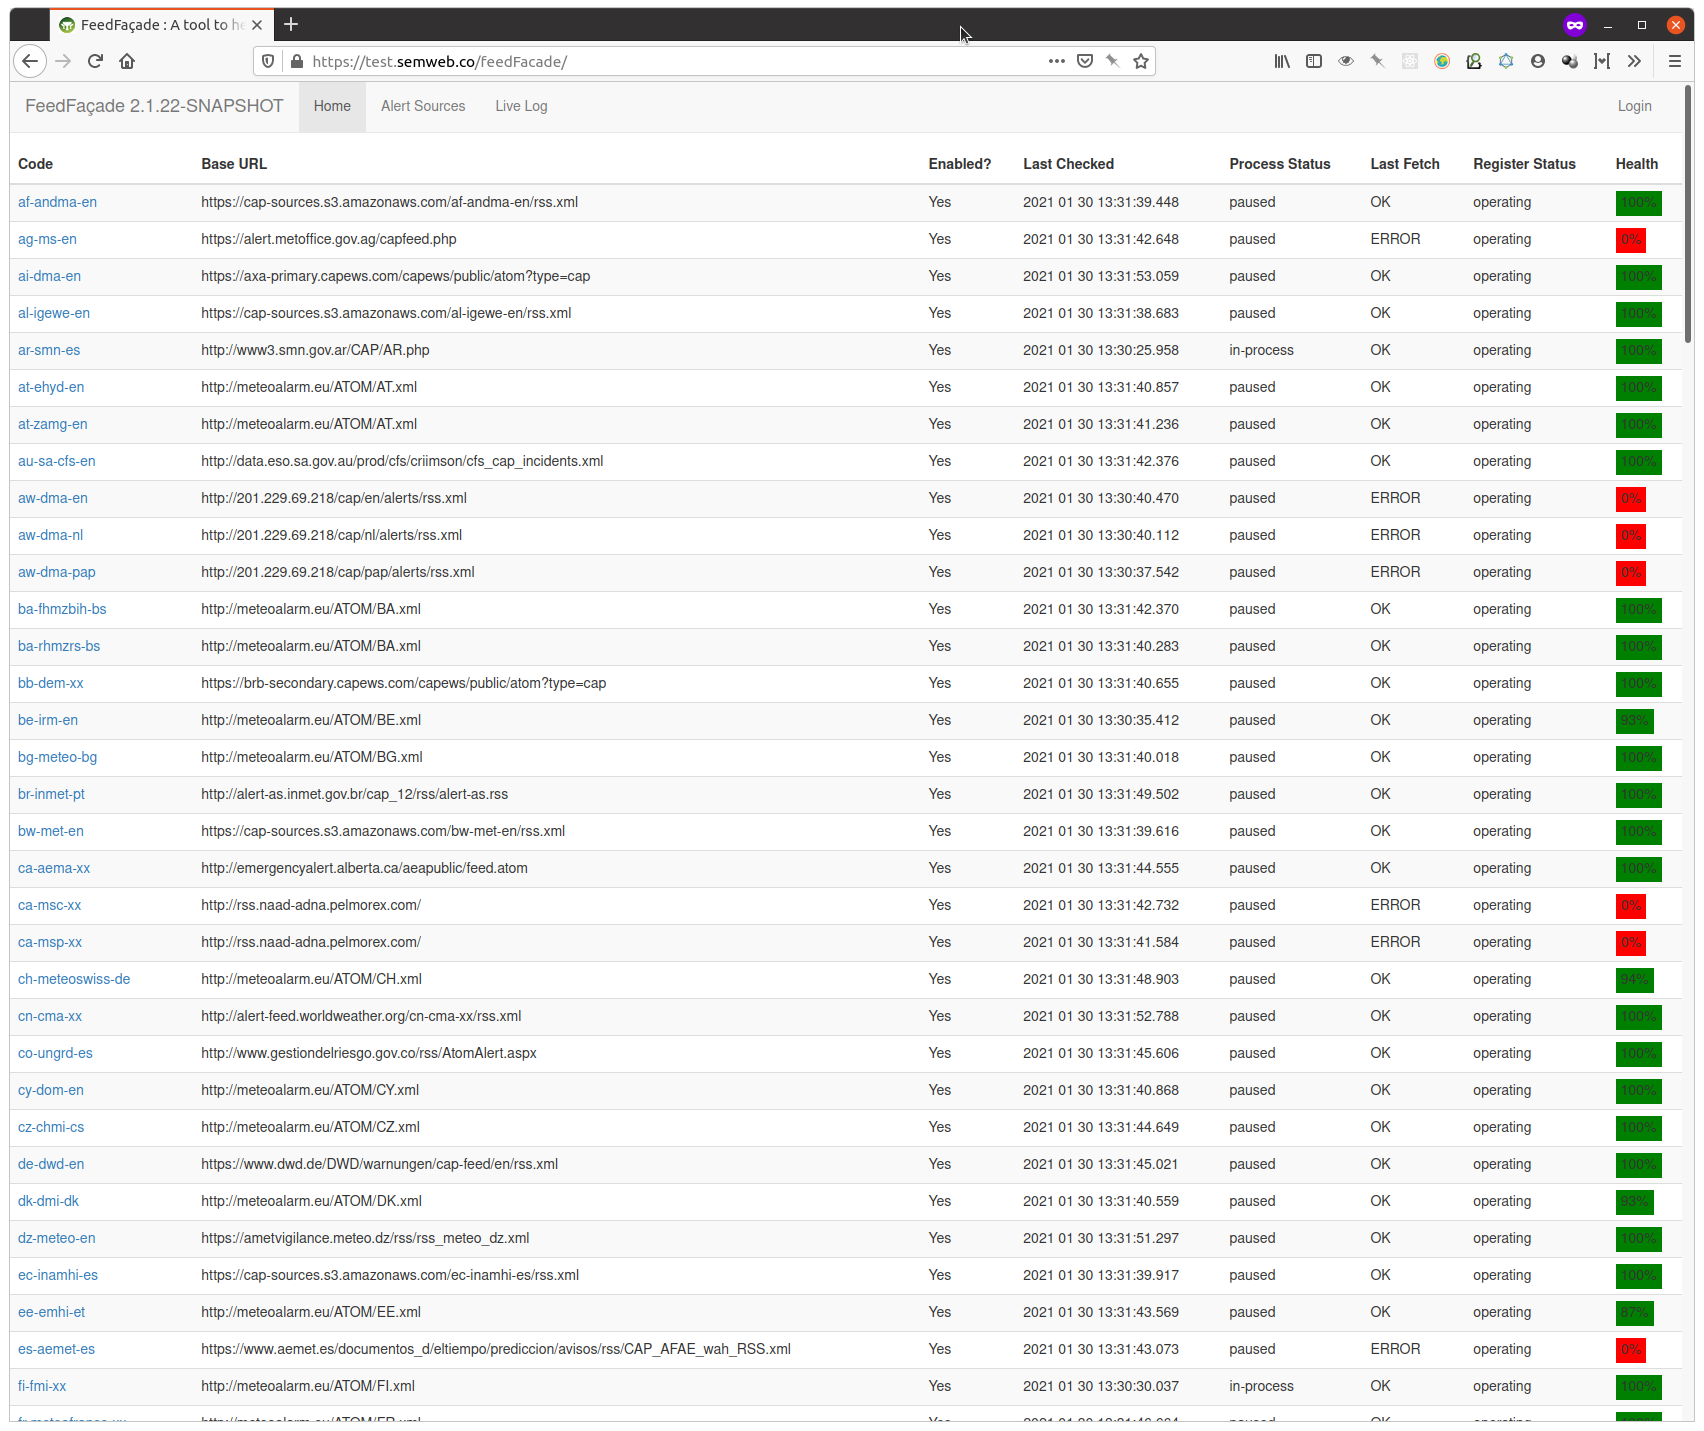 FeedFaçade : A tool to he
https://test.semweb.co/feedFacade/
FeedFaçade 2.1.22-SNAPSHOT Home Alert Sources Live Log Login
Code Base URL Enabled? Last Checked Process Status Last Fetch Register Status Health
af-andma-en https://cap-sources.s3.amazonaws.com/af-andma-en/rss.xml Yes 2021 01 30 13:31:39.448 paused OK operating 100%
ag-ms-en https://alert.metoffice.gov.ag/capfeed.php Yes 2021 01 30 13:31:42.648 paused ERROR operating 0%
ai-dma-en https://axa-primary.capews.com/capews/public/atom?type=cap Yes 2021 01 30 13:31:53.059 paused OK operating 100%
al-igewe-en https://cap-sources.s3.amazonaws.com/al-igewe-en/rss.xml Yes 2021 01 30 13:31:38.683 paused OK operating 100%
ar-smn-es http://www3.smn.gov.ar/CAP/AR.php Yes 2021 01 30 13:30:25.958 in-process OK operating 100%
at-ehyd-en http://meteoalarm.eu/ATOM/AT.xml Yes 2021 01 30 13:31:40.857 paused OK operating 100%
at-zamg-en http://meteoalarm.eu/ATOM/AT.xml Yes 2021 01 30 13:31:41.236 paused OK operating 100%
au-sa-cfs-en http://data.eso.sa.gov.au/prod/cfs/criimson/cfs_cap_incidents.xml Yes 2021 01 30 13:31:42.376 paused OK operating 100%
aw-dma-en http://201.229.69.218/cap/en/alerts/rss.xml Yes 2021 01 30 13:30:40.470 paused ERROR operating 0%
aw-dma-nl http://201.229.69.218/cap/nl/alerts/rss.xml Yes 2021 01 30 13:30:40.112 paused ERROR operating 0%
aw-dma-pap http://201.229.69.218/cap/pap/alerts/rss.xml Yes 2021 01 30 13:30:37.542 paused ERROR operating 0%
ba-fhmzbih-bs http://meteoalarm.eu/ATOM/BA.xml Yes 2021 01 30 13:31:42.370 paused OK operating 100%
ba-rhmzrs-bs http://meteoalarm.eu/ATOM/BA.xml Yes 2021 01 30 13:31:40.283 paused OK operating 100%
bb-dem-xx https://brb-secondary.capews.com/capews/public/atom?type=cap Yes 2021 01 30 13:31:40.655 paused OK operating 100%
be-irm-en http://meteoalarm.eu/ATOM/BE.xml Yes 2021 01 30 13:30:35.412 paused OK operating 93%
bg-meteo-bg http://meteoalarm.eu/ATOM/BG.xml Yes 2021 01 30 13:31:40.018 paused OK operating 100%
br-inmet-pt http://alert-as.inmet.gov.br/cap_12/rss/alert-as.rss Yes 2021 01 30 13:31:49.502 paused OK operating 100%
bw-met-en https://cap-sources.s3.amazonaws.com/bw-met-en/rss.xml Yes 2021 01 30 13:31:39.616 paused OK operating 100%
ca-aema-xx http://emergencyalert.alberta.ca/aeapublic/feed.atom Yes 2021 01 30 13:31:44.555 paused OK operating 100%
ca-msc-xx http://rss.naad-adna.pelmorex.com/ Yes 2021 01 30 13:31:42.732 paused ERROR operating 0%
ca-msp-xx http://rss.naad-adna.pelmorex.com/ Yes 2021 01 30 13:31:41.584 paused ERROR operating 0%
ch-meteoswiss-de http://meteoalarm.eu/ATOM/CH.xml Yes 2021 01 30 13:31:48.903 paused OK operating 94%
cn-cma-xx http://alert-feed.worldweather.org/cn-cma-xx/rss.xml Yes 2021 01 30 13:31:52.788 paused OK operating 100%
co-ungrd-es http://www.gestiondelriesgo.gov.co/rss/AtomAlert.aspx Yes 2021 01 30 13:31:45.606 paused OK operating 100%
cy-dom-en http://meteoalarm.eu/ATOM/CY.xml Yes 2021 01 30 13:31:40.868 paused OK operating 100%
cz-chmi-cs http://meteoalarm.eu/ATOM/CZ.xml Yes 2021 01 30 13:31:44.649 paused OK operating 100%
de-dwd-en https://www.dwd.de/DWD/warnungen/cap-feed/en/rss.xml Yes 2021 01 30 13:31:45.021 paused OK operating 100%
dk-dmi-dk http://meteoalarm.eu/ATOM/DK.xml Yes 2021 01 30 13:31:40.559 paused OK operating 93%
dz-meteo-en https://ametvigilance.meteo.dz/rss/rss_meteo_dz.xml Yes 2021 01 30 13:31:51.297 paused OK operating 100%
ec-inamhi-es https://cap-sources.s3.amazonaws.com/ec-inamhi-es/rss.xml Yes 2021 01 30 13:31:39.917 paused OK operating 100%
ee-emhi-et http://meteoalarm.eu/ATOM/EE.xml Yes 2021 01 30 13:31:43.569 paused OK operating 87%
es-aemet-es https://www.aemet.es/documentos_d/eltiempo/prediccion/avisos/rss/CAP_AFAE_wah_RSS.xml Yes 2021 01 30 13:31:43.073 paused ERROR operating 0%
fi-fmi-xx http://meteoalarm.eu/ATOM/FI.xml Yes 2021 01 30 13:30:30.037 in-process OK operating 100%